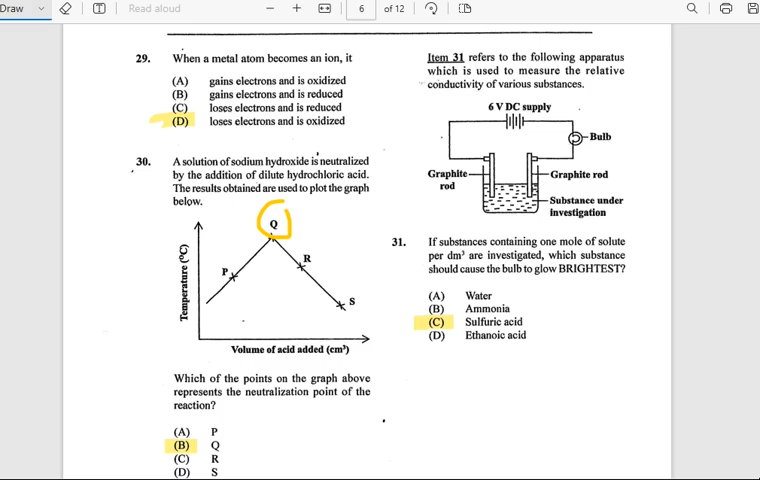 Draw
Read aloud
6
of 12
29. When a metal atom becomes an ion, it
(A) gains electrons and is oxidized
(B) gains electrons and is reduced
(C) loses electrons and is reduced
(D) loses electrons and is oxidized
30. A solution of sodium hydroxide is neutralized
by the addition of dilute hydrochloric acid.
The results obtained are used to plot the graph
below.
Q
R
P
S
Temperature (°C)
Volume of acid added (cm³)
Which of the points on the graph above
represents the neutralization point of the
reaction?
(A) P
(B) Q
(C) R
(D) S
Item 31 refers to the following apparatus
which is used to measure the relative
conductivity of various substances.
6 V DC supply
Bulb
Graphite
rod
Graphite rod
Substance under
investigation
31. If substances containing one mole of solute
per dm³ are investigated, which substance
should cause the bulb to glow BRIGHTEST?
(A) Water
(B) Ammonia
(C) Sulfuric acid
(D) Ethanoic acid